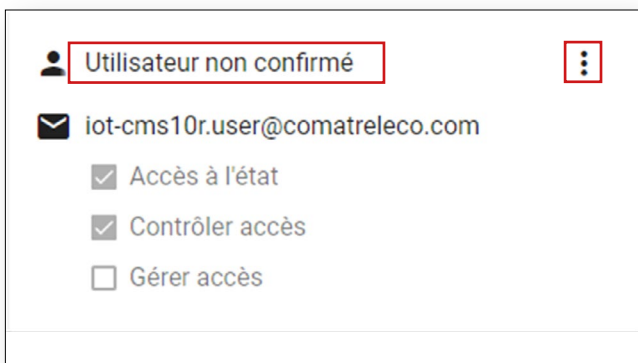 Utilisateur non confirmé
iot-cms10r.user@comatreleco.com
Accès à l'état
Contrôler accès
Gérer accès